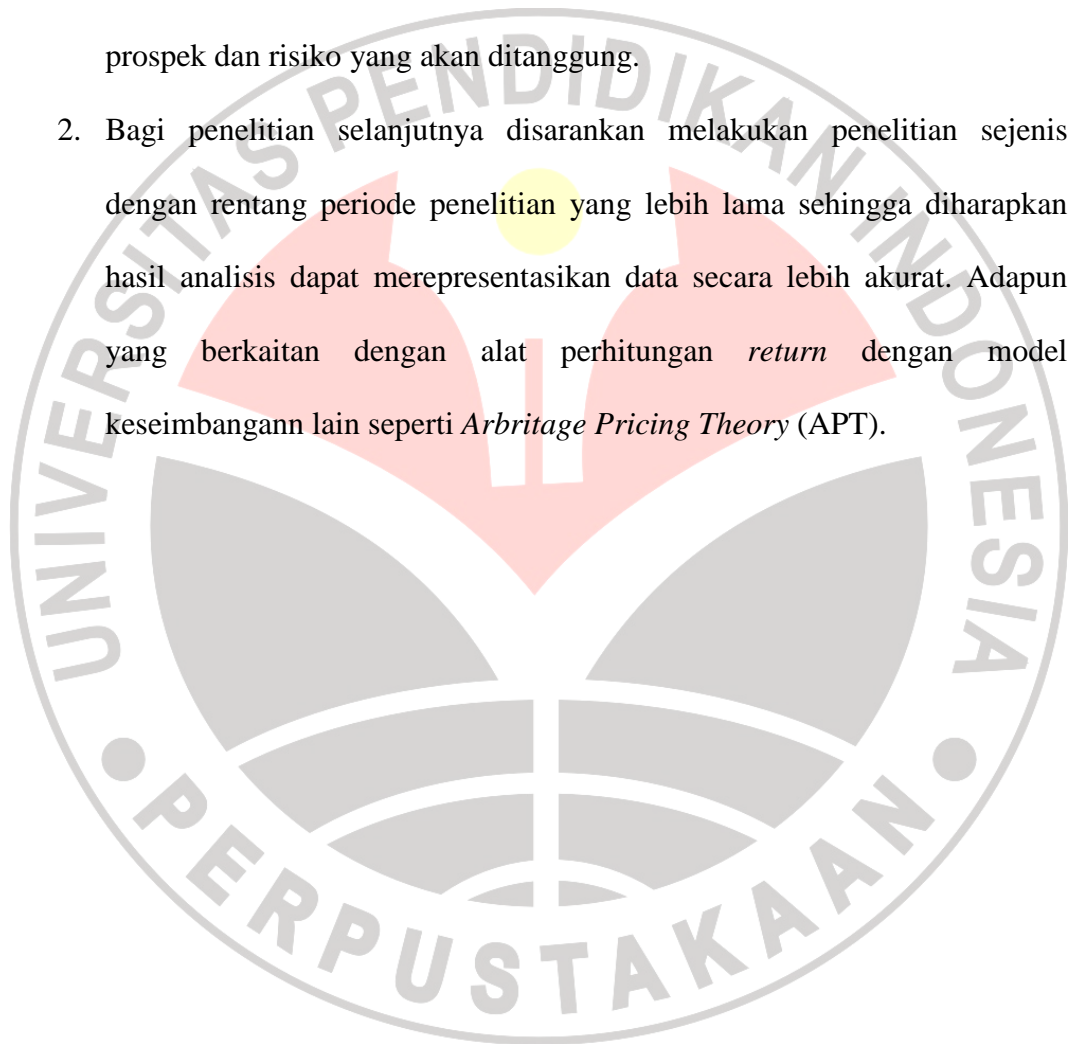 prospek dan risiko yang akan ditanggung.
2. Bagi penelitian selanjutnya disarankan melakukan penelitian sejenis
dengan rentang periode penelitian yang lebih lama sehingga diharapkan
hasil analisis dapat merepresentasikan data secara lebih akurat. Adapun
yang berkaitan dengan alat perhitungan return dengan model
keseimbangann lain seperti Arbritage Pricing Theory (APT).
UNIVERSITAS PENDIDIKAN INDONESIA
PERPUSTAKAAN